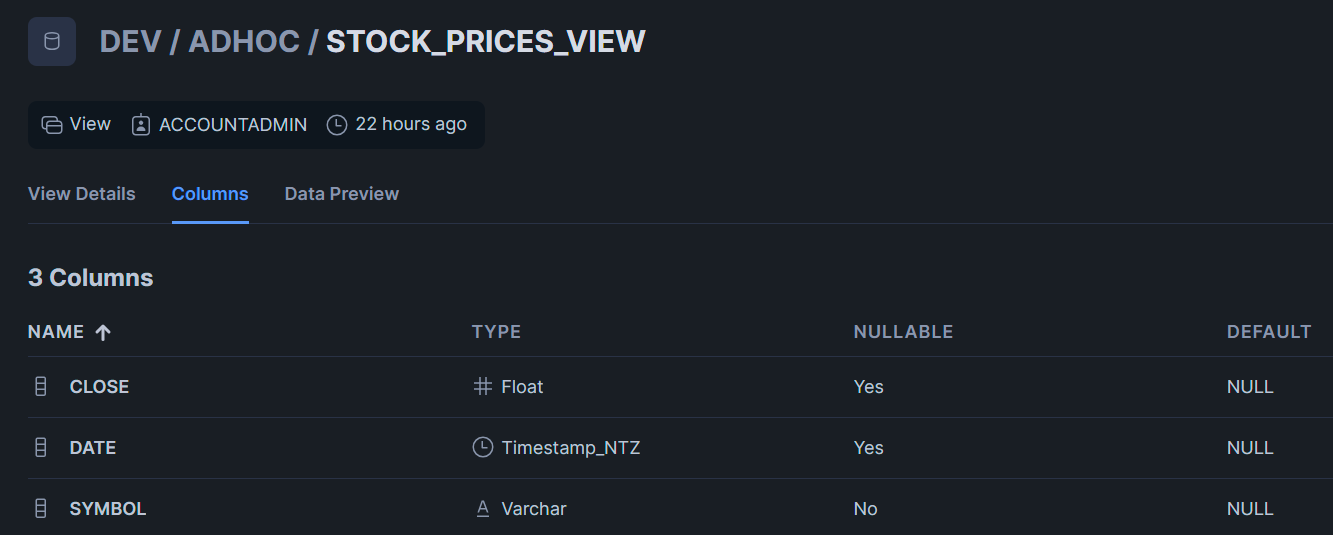 DEV / ADHOC / STOCK_PRICES_VIEW
View ACCOUNTADMIN 22 hours ago
View Details Columns Data Preview
3 Columns
NAME TYPE NULLABLE DEFAULT
CLOSE Float Yes NULL
DATE Timestamp_NTZ Yes NULL
SYMBOL Varchar No NULL